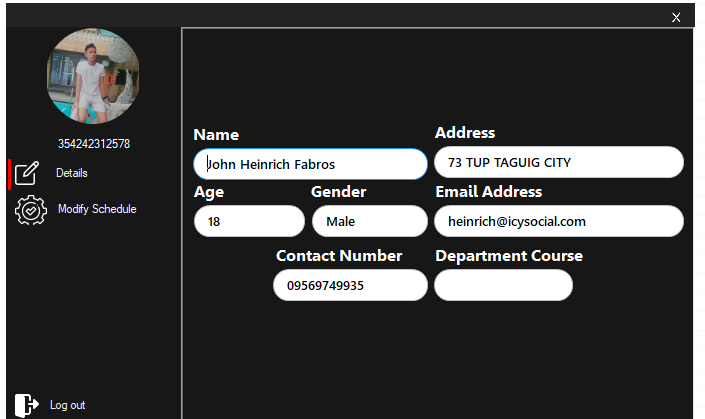 X
354242312578
Details
Modify Schedule
Log out
Name
John Heinrich Fabros
Address
73 TUP TAGUIG CITY
Age
18
Gender
Male
Email Address
heinrich@icysocial.com
Contact Number
09569749935
Department Course